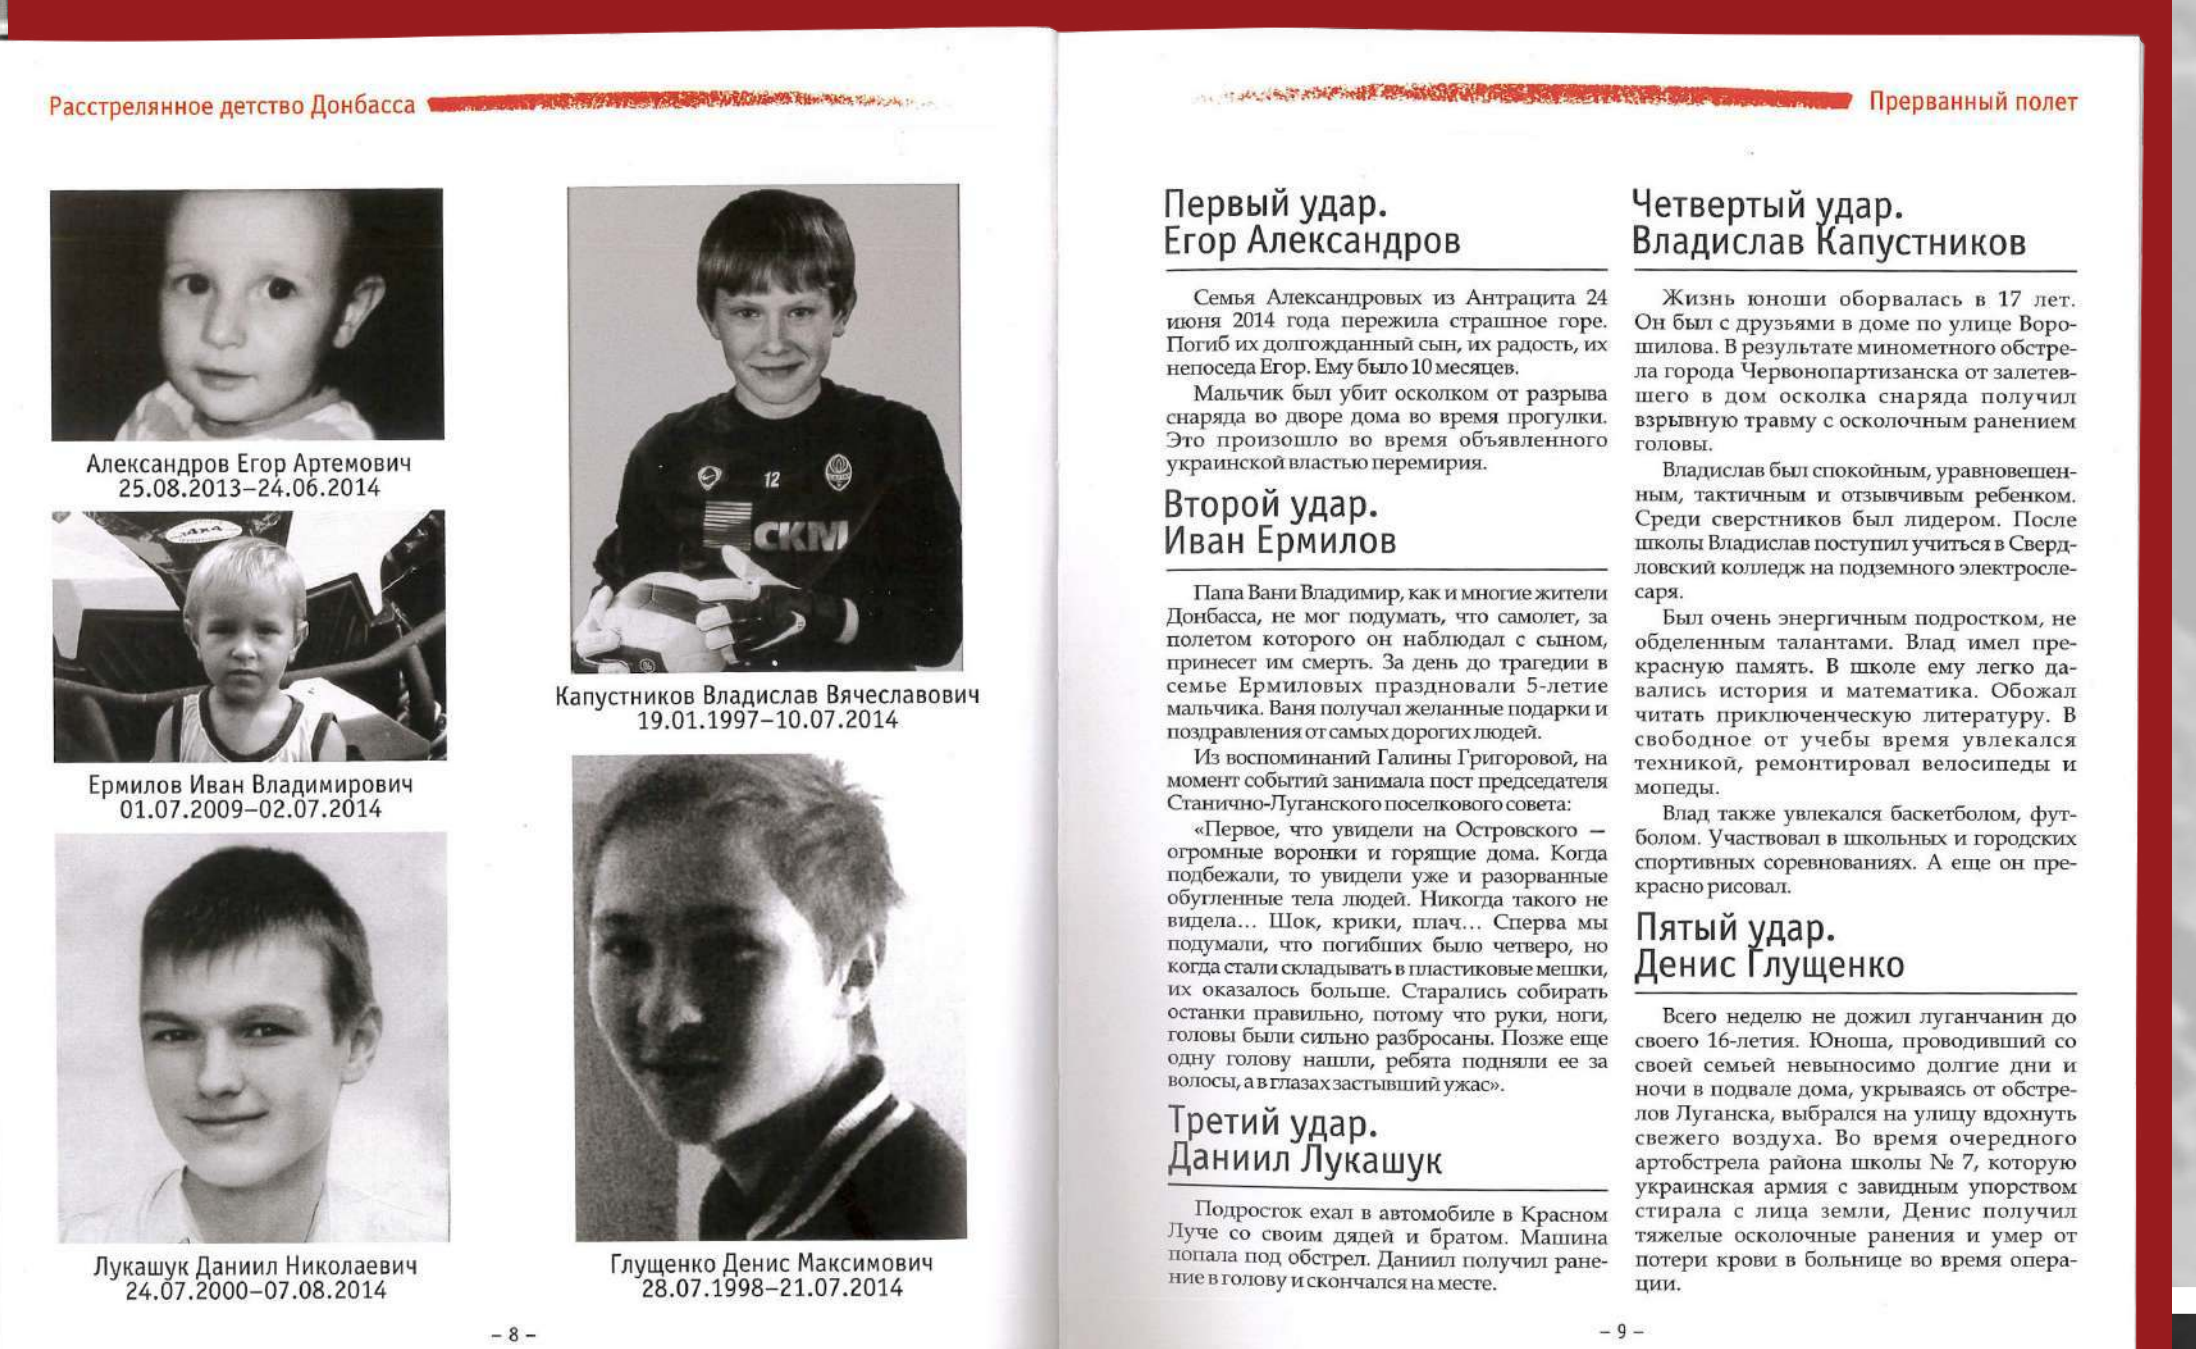 Расстрелянное детство Донбасса
Александров Егор Артемович
25.08.2013–24.06.2014
4x4
Ермилов Иван Владимирович
01.07.2009–02.07.2014
Лукашук Даниил Николаевич
24.07.2000–07.08.2014
12
СКМ
Капустников Владислав Вячеславович
19.01.1997–10.07.2014
Глущенко Денис Максимович
28.07.1998–21.07.2014
– 8 –
Прерванный полет
Первый удар.
Егор Александров
Семья Александровых из Антрацита 24
июня 2014 года пережила страшное горе.
Погиб их долгожданный сын, их радость, их
непоседа Егор. Ему было 10 месяцев.
Мальчик был убит осколком от разрыва
снаряда во дворе дома во время прогулки.
Это произошло во время объявленного
украинской властью перемирия.
Второй удар.
Иван Ермилов
Папа Вани Владимир, как и многие жители
Донбасса, не мог подумать, что самолет, за
полетом которого он наблюдал с сыном,
принесет им смерть. За день до трагедии в
семье Ермиловых праздновали 5-летие
мальчика. Ваня получал желанные подарки и
поздравления от самых дорогих людей.
Из воспоминаний Галины Григоровой, на
момент событий занимала пост председателя
Станично-Луганского поселкового совета:
«Первое, что увидели на Островского —
огромные воронки и горящие дома. Когда
подбежали, то увидели уже и разорванные
обугленные тела людей. Никогда такого не
видела... Шок, крики, плач... Сперва мы
подумали, что погибших было четверо, но
когда стали складывать в пластиковые мешки,
их оказалось больше. Старались собирать
останки правильно, потому что руки, ноги,
головы были сильно разбросаны. Позже еще
одну голову нашли, ребята подняли ее за
волосы, а в глазах застывший ужас».
Третий удар.
Даниил Лукашук
Подросток ехал в автомобиле в Красном
Луче со своим дядей и братом. Машина
попала под обстрел. Даниил получил ране-
ние в голову и скончался на месте.
Четвертый удар.
Владислав Капустников
Жизнь юноши оборвалась в 17 лет.
Он был с друзьями в доме по улице Воро-
шилова. В результате минометного обстре-
ла города Червонопартизанска от залетев-
шего в дом осколка снаряда получил
взрывную травму с осколочным ранением
головы.
Владислав был спокойным, уравновешен-
ным, тактичным и отзывчивым ребенком.
Среди сверстников был лидером. После
школы Владислав поступил учиться в Сверд-
ловский колледж на подземного электросле-
саря.
Был очень энергичным подростком, не
обделенным талантами. Влад имел пре-
красную память. В школе ему легко да-
вались история и математика. Обожал
читать приключенческую литературу. В
свободное от учебы время увлекался
техникой, ремонтировал велосипеды и
мопеды.
Влад также увлекался баскетболом, фут-
болом. Участвовал в школьных и городских
спортивных соревнованиях. А еще он пре-
красно рисовал.
Пятый удар.
Денис Глущенко
Всего неделю не дожил луганчанин до
своего 16-летия. Юноша, проводивший со
своей семьей невыносимо долгие дни и
ночи в подвале дома, укрываясь от обстре-
лов Луганска, выбрался на улицу вдохнуть
свежего воздуха. Во время очередного
артобстрела района школы № 7, которую
украинская армия с завидным упорством
стирала с лица земли, Денис получил
тяжелые осколочные ранения и умер от
потери крови в больнице во время опера-
ции.
– 9 –